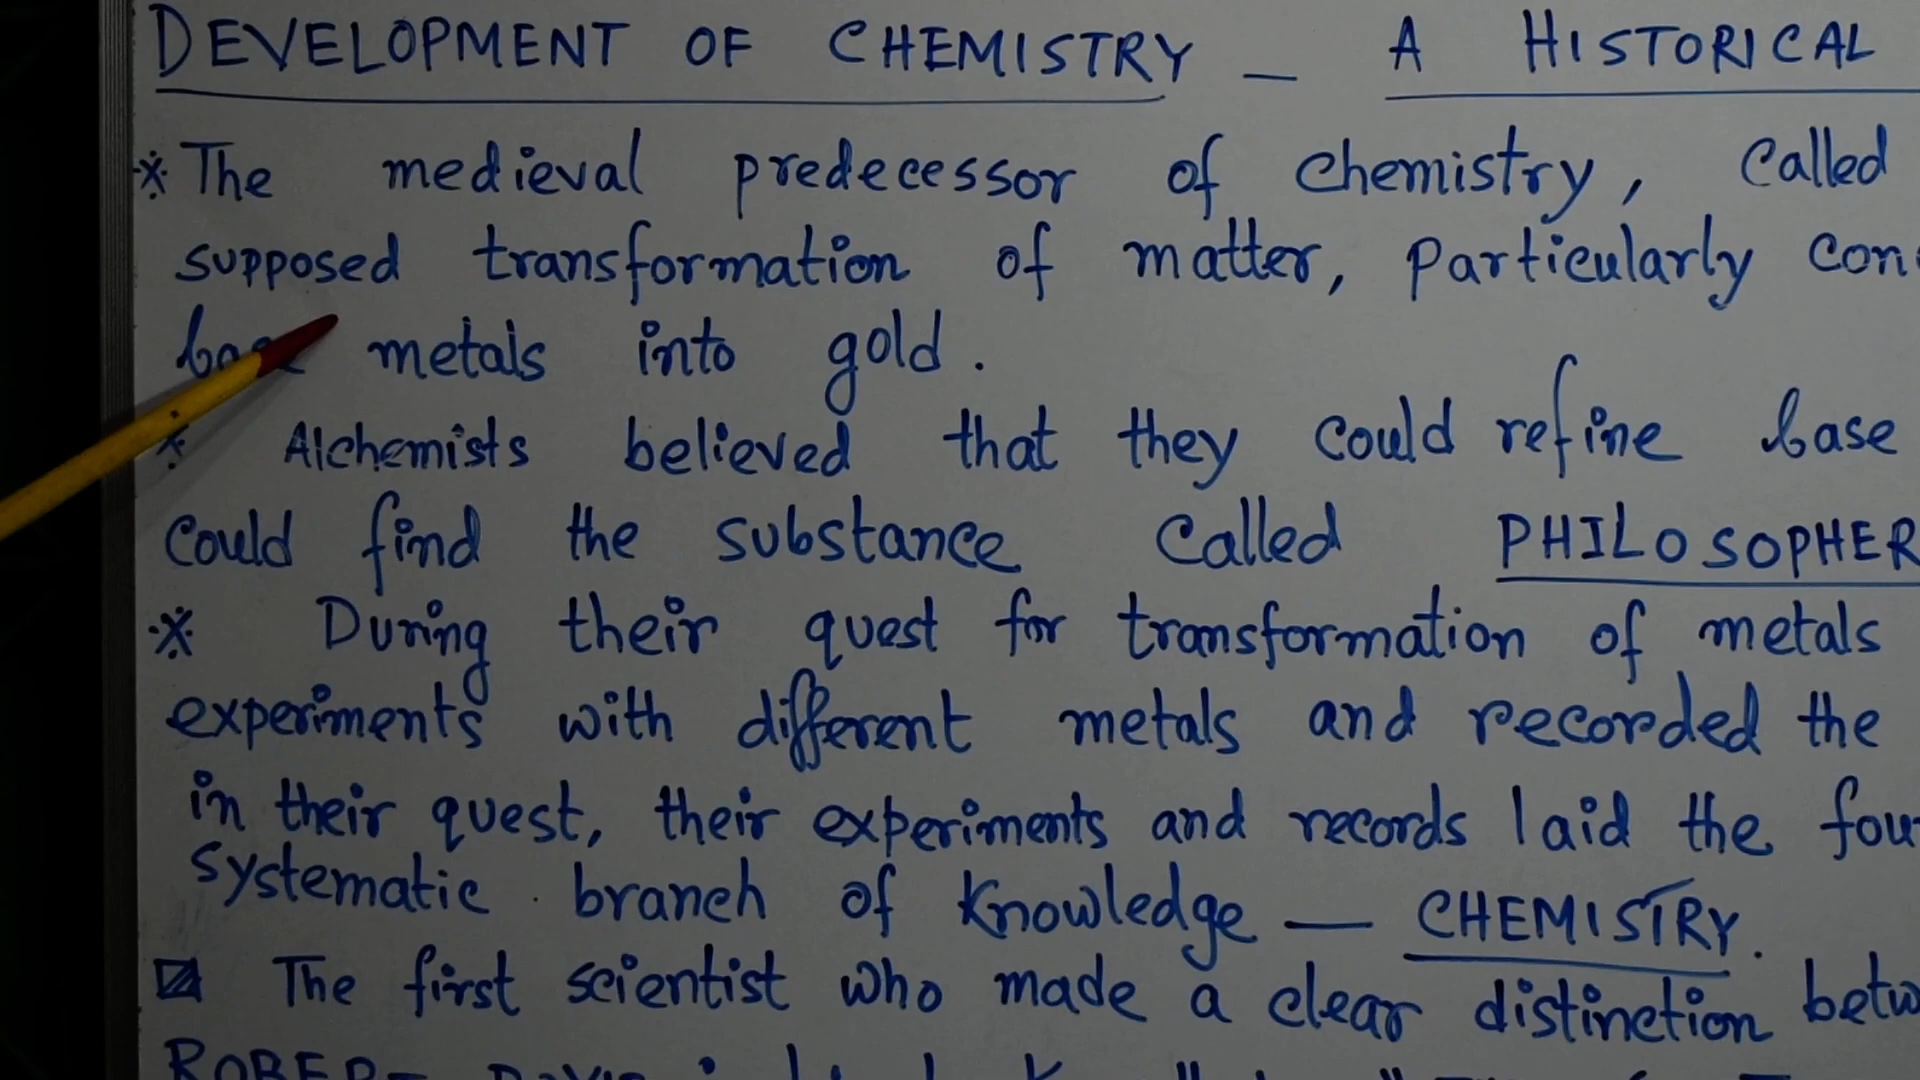 DEVELOPMENT OF CHEMISTRY – A HISTORICAL
* The medieval predecessor of chemistry, called
supposed transformation of matter, particularly con
base metals into gold.
* Alchemists believed that they could refine base
could find the substance called PHILOSOPHER
* During their quest for transformation of metals
experiments with different metals and recorded the
in their quest, their experiments and records laid the fou
systematic branch of knowledge — CHEMISTRY.
The first scientist who made a clear distinction betw